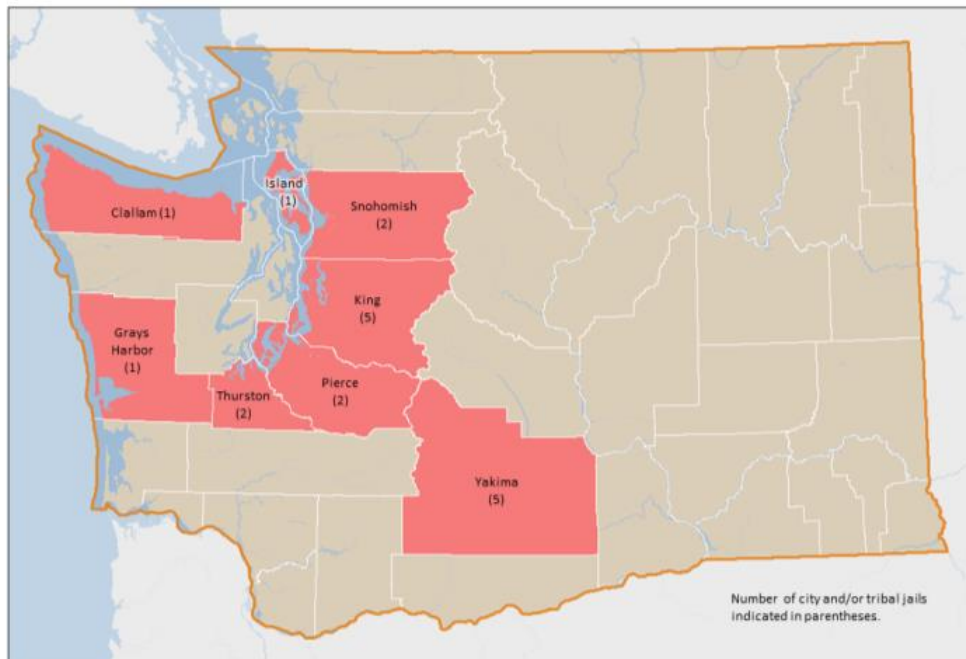 Island
(1)
Clallam (1)
Snohomish
(2)
King
(5)
Grays
Harbor
(1)
Thurston
(2)
Pierce
(2)
Yakima
(5)
Number of city and/or tribal jails
indicated in parentheses.